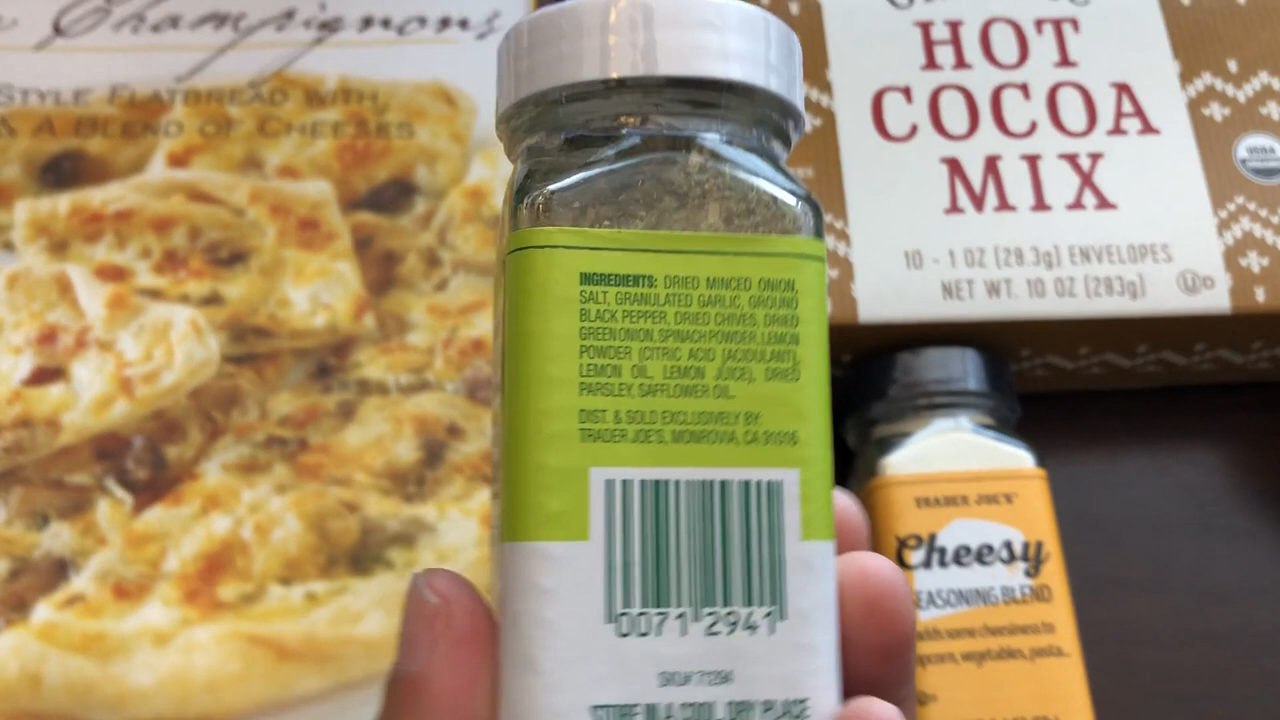 Champignons
STYLE FLATBREAD WITH,
& A BLEND OF CHEESES
INGREDIENTS: DRIED MINCED ONION,
SALT, GRANULATED GARLIC, GROUND
BLACK PEPPER, DRIED CHIVES, DRIED
GREEN ONION, SPINACH POWDER, LEMON
POWDER (CITRIC ACID [ACIDULANT],
LEMON OIL, LEMON JUICE), DRIED
PARSLEY, SAFFLOWER OIL.
DIST. & SOLD EXCLUSIVELY BY:
TRADER JOE'S, MONROVIA, CA 91016
0071 2941
SKU# 71294
STORE IN A COOL, DRY PLACE
HOT
COCOA
MIX
10 - 1 OZ (28.3g) ENVELOPES
NET WT. 10 OZ (283g)
USDA
TRADER JOE'S
Cheesy
SEASONING BLEND
adds some cheesiness to
popcorn, vegetables, pasta...